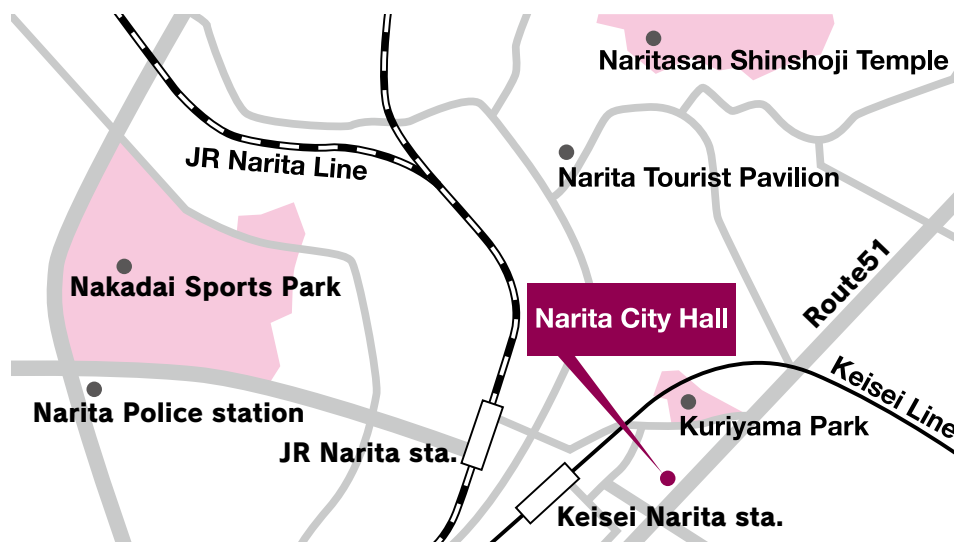 Naritasan Shinshoji Temple
JR Narita Line
Narita Tourist Pavilion
Route51
Nakadai Sports Park
Narita City Hall
Keisei Line
Narita Police station
Kuriyama Park
JR Narita sta.
Keisei Narita sta.